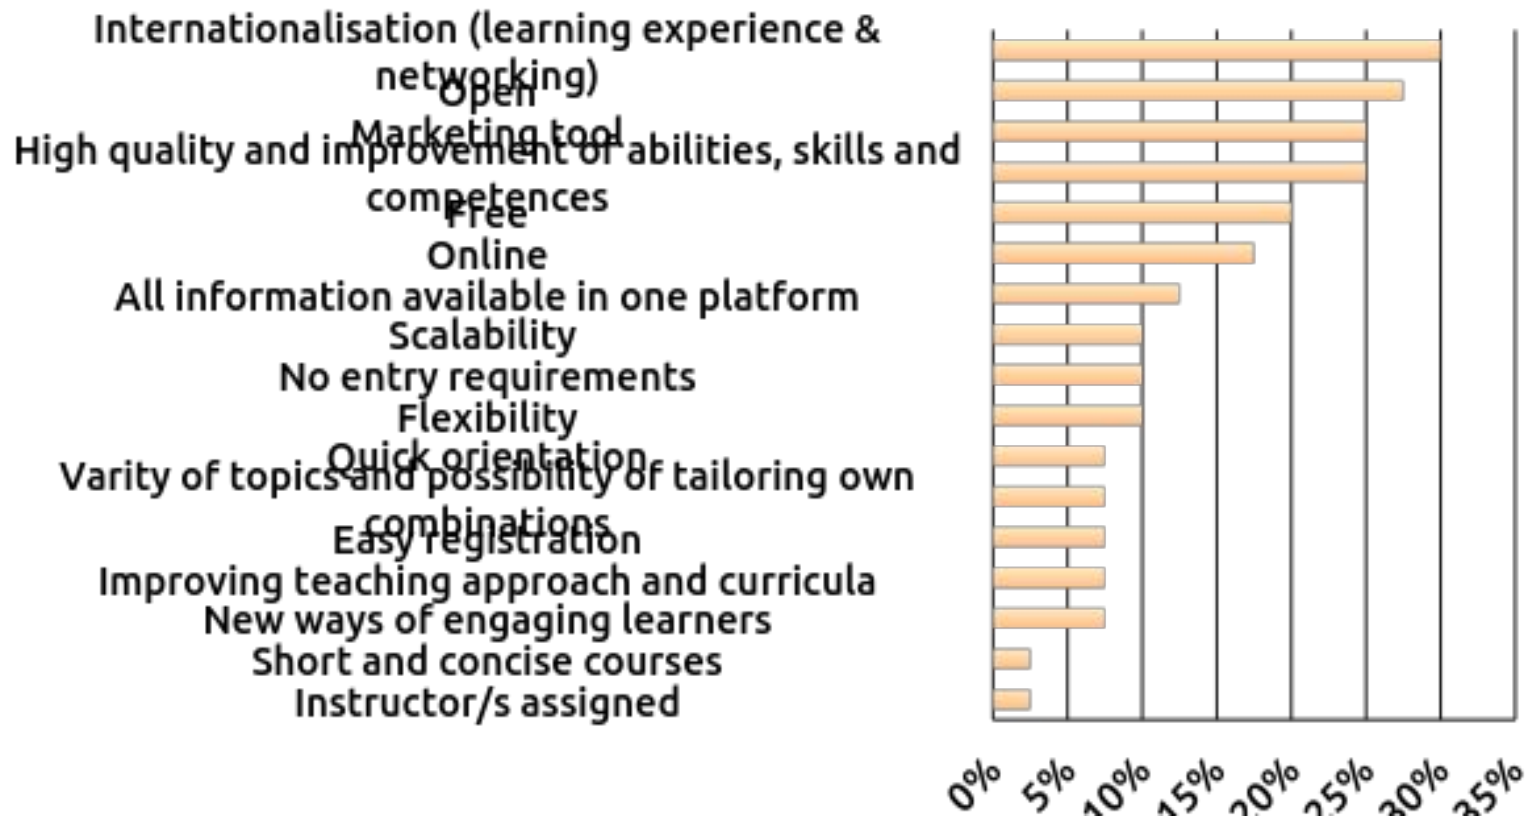 Internationalisation (learning experience &
networking)
Open
Marketing tool
High quality and improvement of abilities, skills and
competences
Free
Online
All information available in one platform
Scalability
No entry requirements
Flexibility
Quick orientation
Varity of topics and possibility of tailoring own
combinations
Easy registration
Improving teaching approach and curricula
New ways of engaging learners
Short and concise courses
Instructor/s assigned
0% 5% 10% 15% 20% 25% 30% 35%